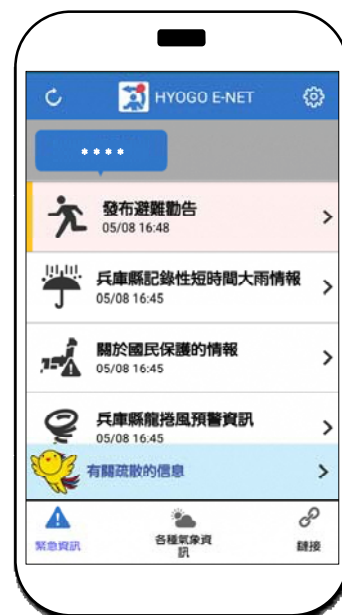 HYOGO E-NET
****
發布避難勸告
05/08 16:48
兵庫縣記錄性短時間大雨情報
05/08 16:45
關於國民保護的情報
05/08 16:45
兵庫縣龍捲風預警資訊
05/08 16:45
有關疏散的信息
緊急資訊
各種氣象資
訊
鏈接